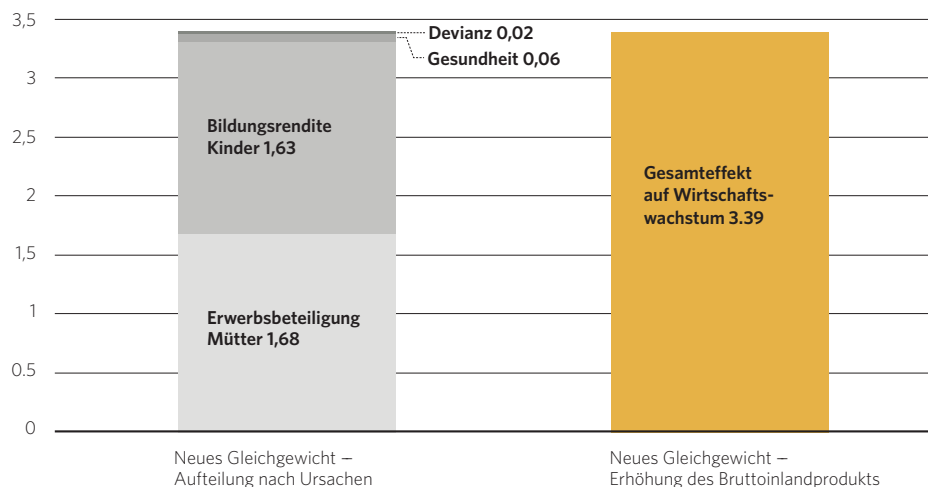 3,5
3
2,5
2
1,5
1
0.5
0
Devianz 0,02
Gesundheit 0,06
Bildungsrendite
Kinder 1,63
Erwerbsbeteiligung
Mütter 1,68
Gesamteffekt
auf Wirtschafts-
wachstum 3.39
Neues Gleichgewicht –
Aufteilung nach Ursachen
Neues Gleichgewicht –
Erhöhung des Bruttoinlandprodukts